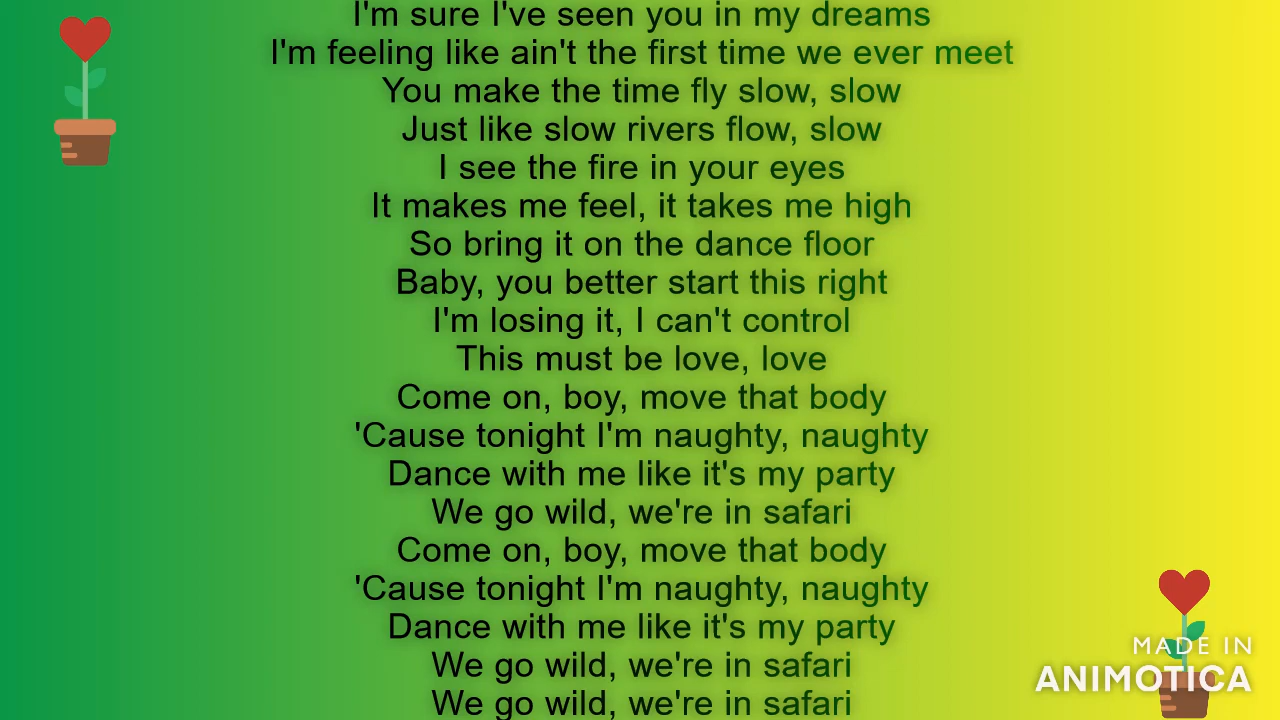 I'm sure I've seen you in my dreams
I'm feeling like ain't the first time we ever meet
You make the time fly slow, slow
Just like slow rivers flow, slow
I see the fire in your eyes
It makes me feel, it takes me high
So bring it on the dance floor
Baby, you better start this right
I'm losing it, I can't control
This must be love, love
Come on, boy, move that body
'Cause tonight I'm naughty, naughty
Dance with me like it's my party
We go wild, we're in safari
Come on, boy, move that body
'Cause tonight I'm naughty, naughty
Dance with me like it's my party
We go wild, we're in safari
We go wild, we're in safari
MADE IN
ANIMOTICA